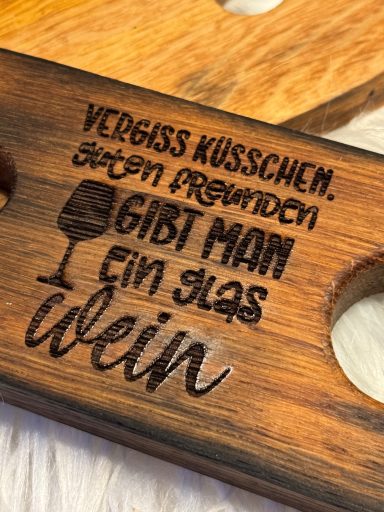 VERGISS KÜSSCHEN.
guten FREUNDEN
GIBT MAN
Ein glas
Wein